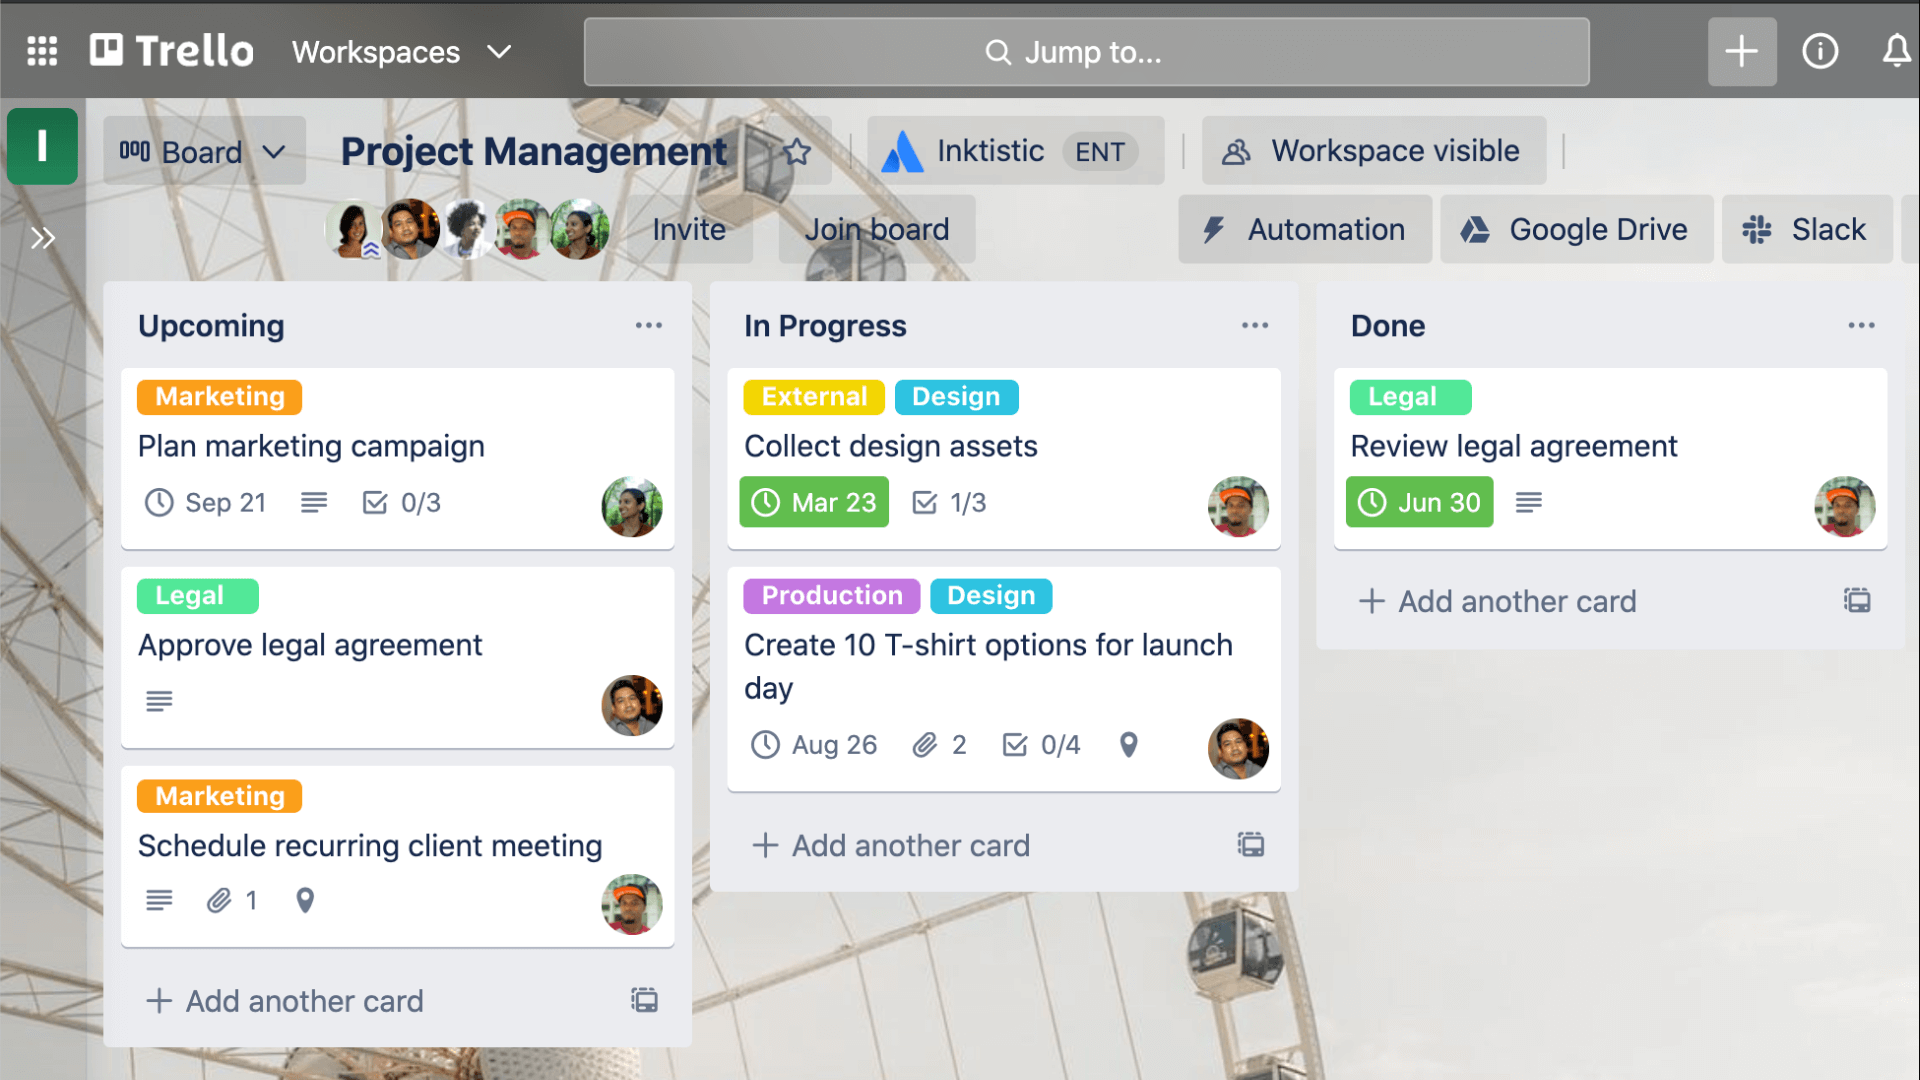 Trello Workspaces Jump to...
I Board Project Management Inktistic ENT Workspace visible
Invite Join board Automation Google Drive Slack
Upcoming
Marketing
Plan marketing campaign
Sep 21 0/3
Legal
Approve legal agreement
Marketing
Schedule recurring client meeting
1
Add another card
In Progress
External Design
Collect design assets
Mar 23 1/3
Production Design
Create 10 T-shirt options for launch
day
Aug 26 2 0/4
Add another card
Done
Legal
Review legal agreement
Jun 30
Add another card